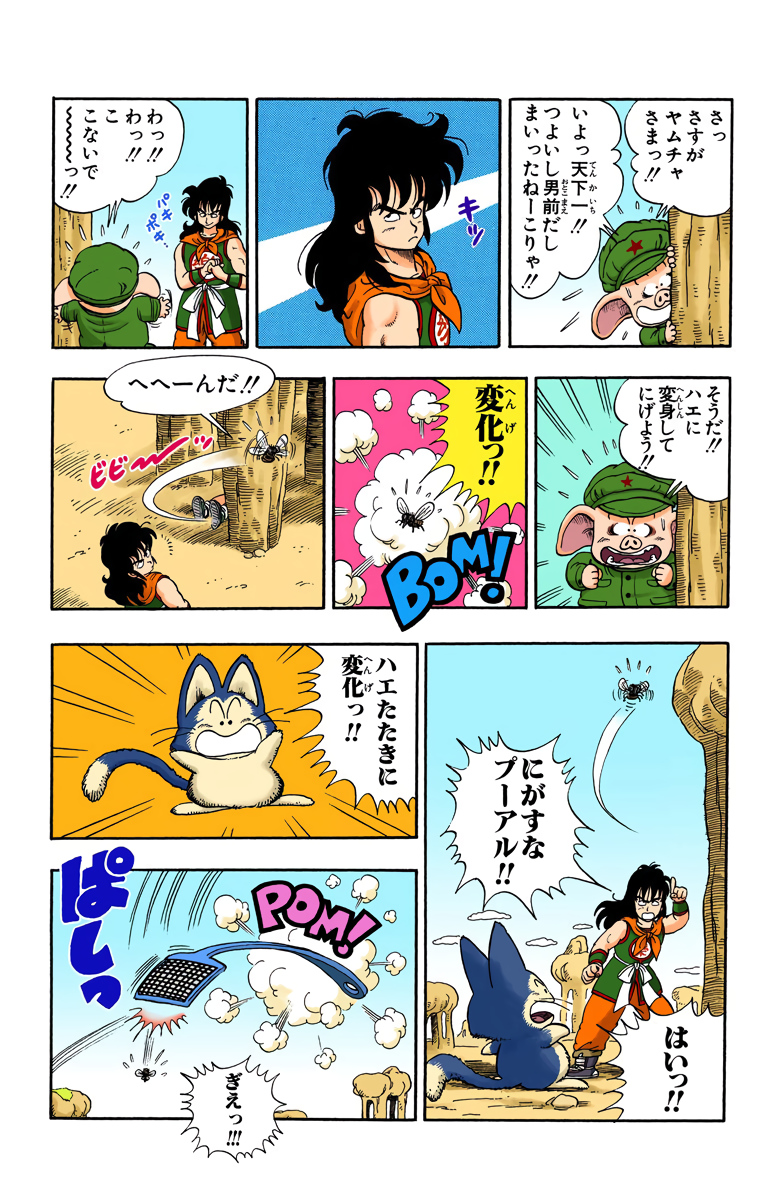 さっ
さすが
ヤムチャ
さまっ!!
いよっ天下一!!
つよいし男前だし
まいったねーこりゃ!!
キッ
わっ!!
わっ!!
こ
こないで
〜〜〜っ!!
パキ
ポキ
そうだ!!
ハエに
変身して
にげよう!!
変化っ!!
BOM!
へへーんだ!!
ビビ〜〜ッ
にがすな
プーアル!!
はいっ!!
ハエたたきに
変化っ!!
POM!
ぱしっ
ぎえっ!!!